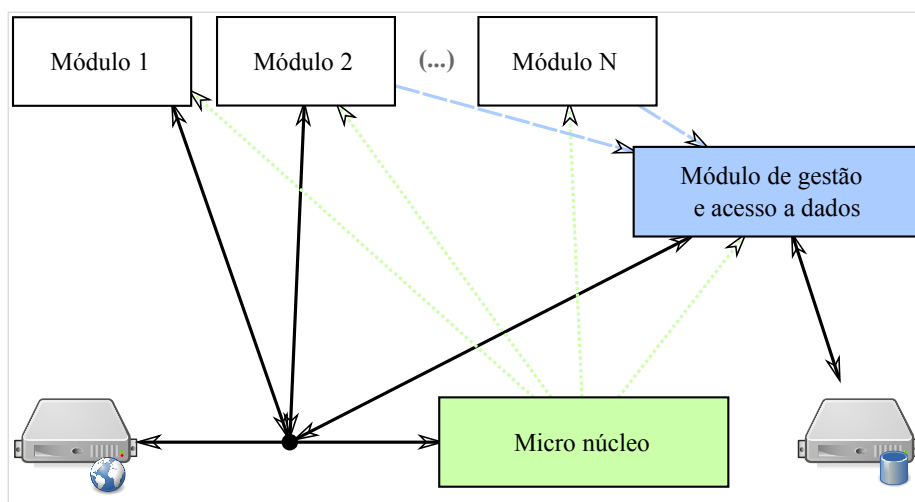 Módulo 1
Módulo 2
(...)
Módulo N
Módulo de gestão
e acesso a dados
Micro núcleo